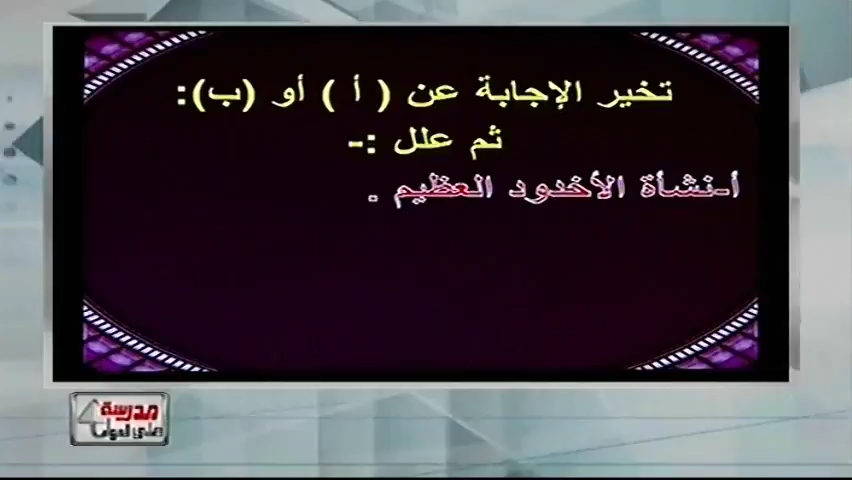 تخير الإجابة عن ( أ ) أو (ب):
ثم علل :-
أ-نشأة الأخدود العظيم .
مدرسة
على الهواء